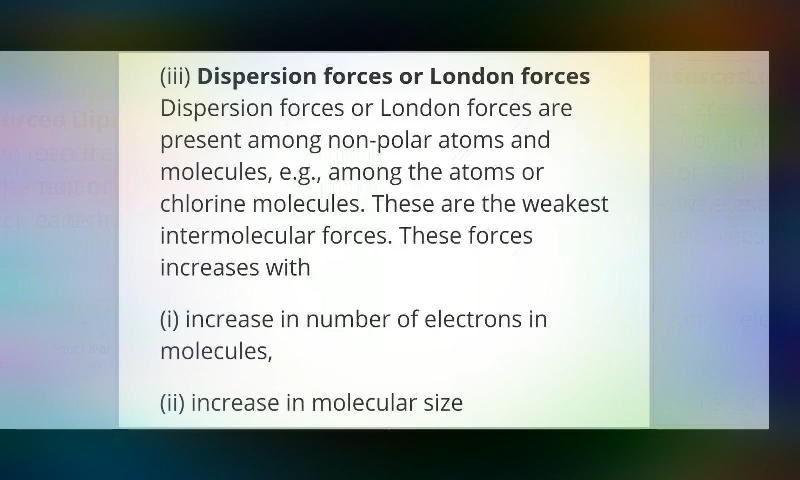 (iii) Dispersion forces or London forces
Dispersion forces or London forces are
present among non-polar atoms and
molecules, e.g., among the atoms or
chlorine molecules. These are the weakest
intermolecular forces. These forces
increases with
(i) increase in number of electrons in
molecules,
(ii) increase in molecular size